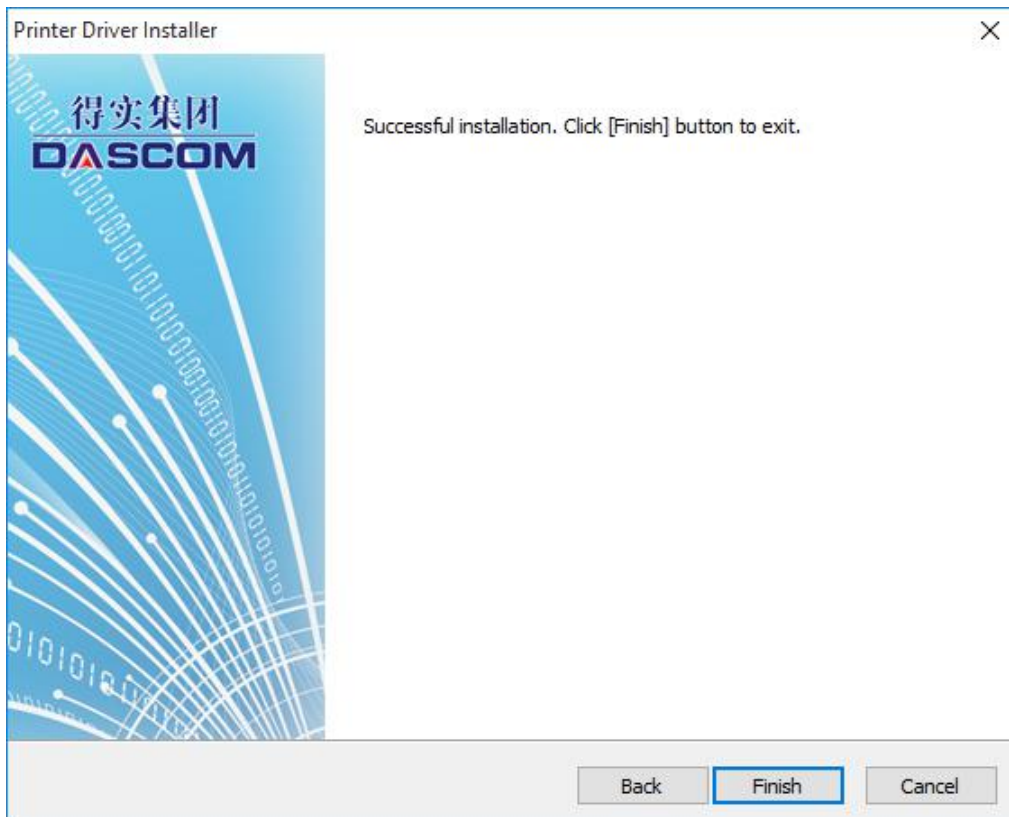 Printer Driver Installer
得实集团
DASCOM
Successful installation. Click [Finish] button to exit.
Back
Finish
Cancel